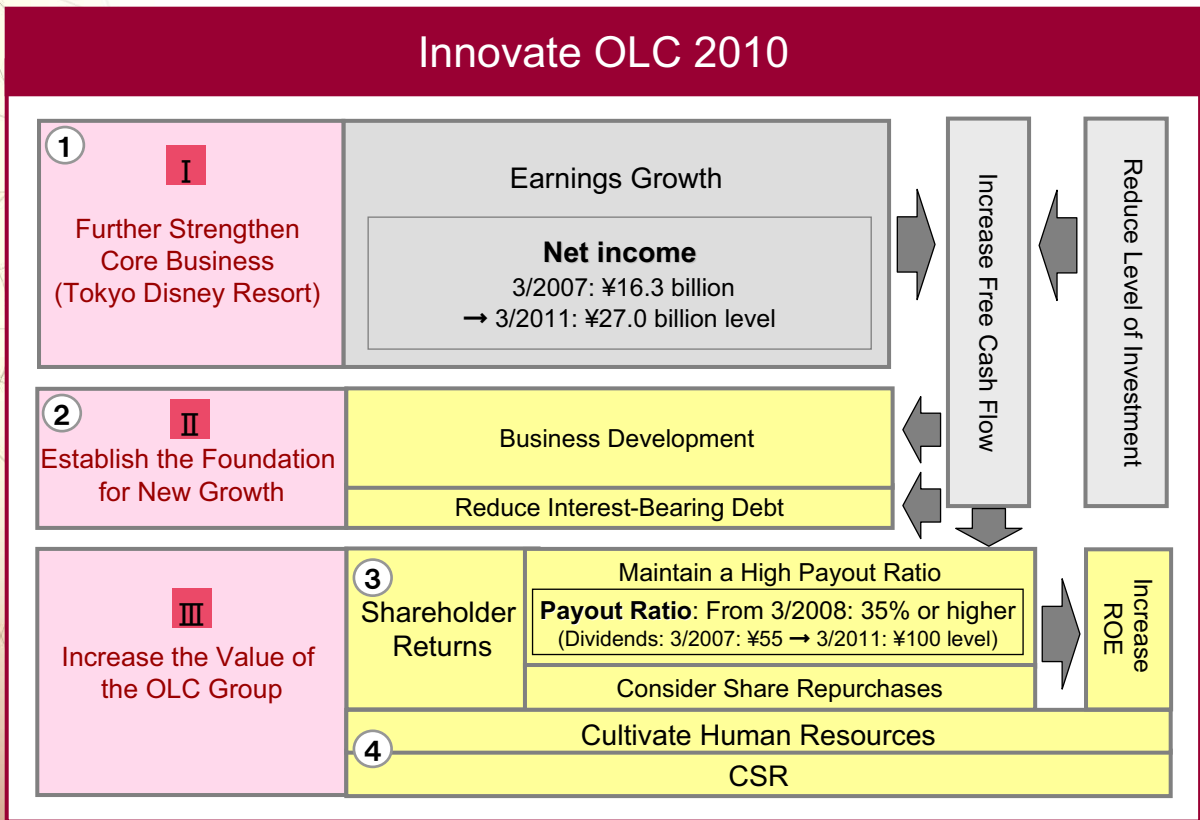 Innovate OLC 2010
①
Ⅰ
Further Strengthen
Core Business
(Tokyo Disney Resort)
Earnings Growth
Net income
3/2007: ¥16.3 billion
→ 3/2011: ¥27.0 billion level
Increase Free Cash Flow
Reduce Level of Investment
②
Ⅱ
Establish the Foundation
for New Growth
Business Development
Reduce Interest-Bearing Debt
Ⅲ
Increase the Value of
the OLC Group
③
Shareholder
Returns
Maintain a High Payout Ratio
Payout Ratio: From 3/2008: 35% or higher
(Dividends: 3/2007: ¥55 → 3/2011: ¥100 level)
Consider Share Repurchases
Increase
ROE
④
Cultivate Human Resources
CSR